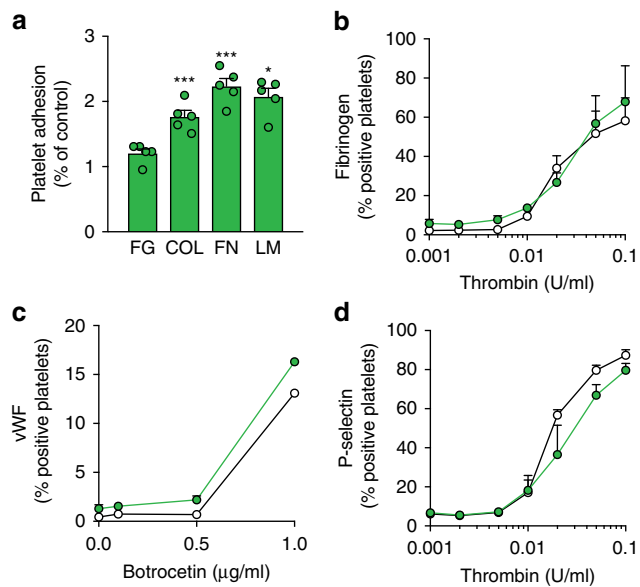 a
Platelet adhesion
(% of control)
3
2
1
0
***
***
*
FG COL FN LM
b
Fibrinogen
(% positive platelets)
100
80
60
40
20
0
0.001 0.01 0.1
Thrombin (U/ml)
c
vWF
(% positive platelets)
20
15
10
5
0
0.0 0.5 1.0
Botrocetin (μg/ml)
d
P-selectin
(% positive platelets)
100
80
60
40
20
0
0.001 0.01 0.1
Thrombin (U/ml)